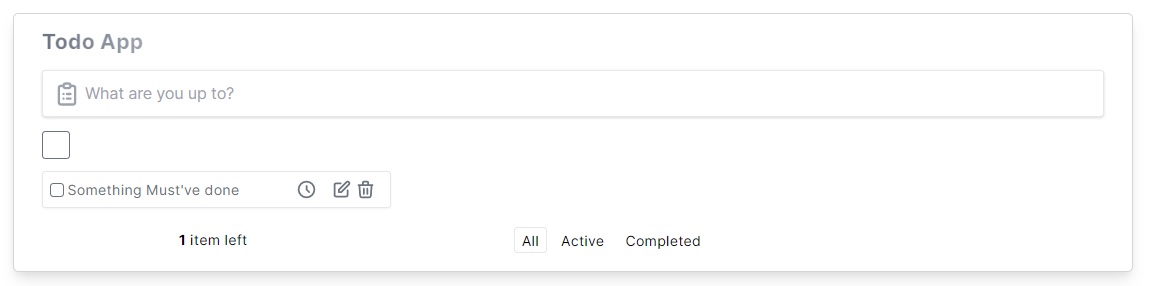 Todo App
What are you up to?
Something Must've done
1 item left
All Active Completed